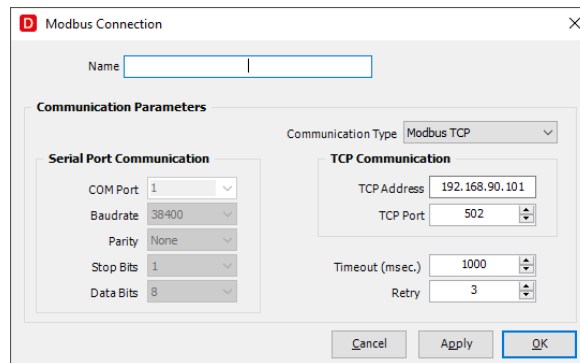 D Modbus Connection
Name
Communication Parameters
Communication Type Modbus TCP
Serial Port Communication
COM Port 1
Baudrate 38400
Parity None
Stop Bits 1
Data Bits 8
TCP Communication
TCP Address 192.168.90.101
TCP Port 502
Timeout (msec.) 1000
Retry 3
Cancel Apply OK